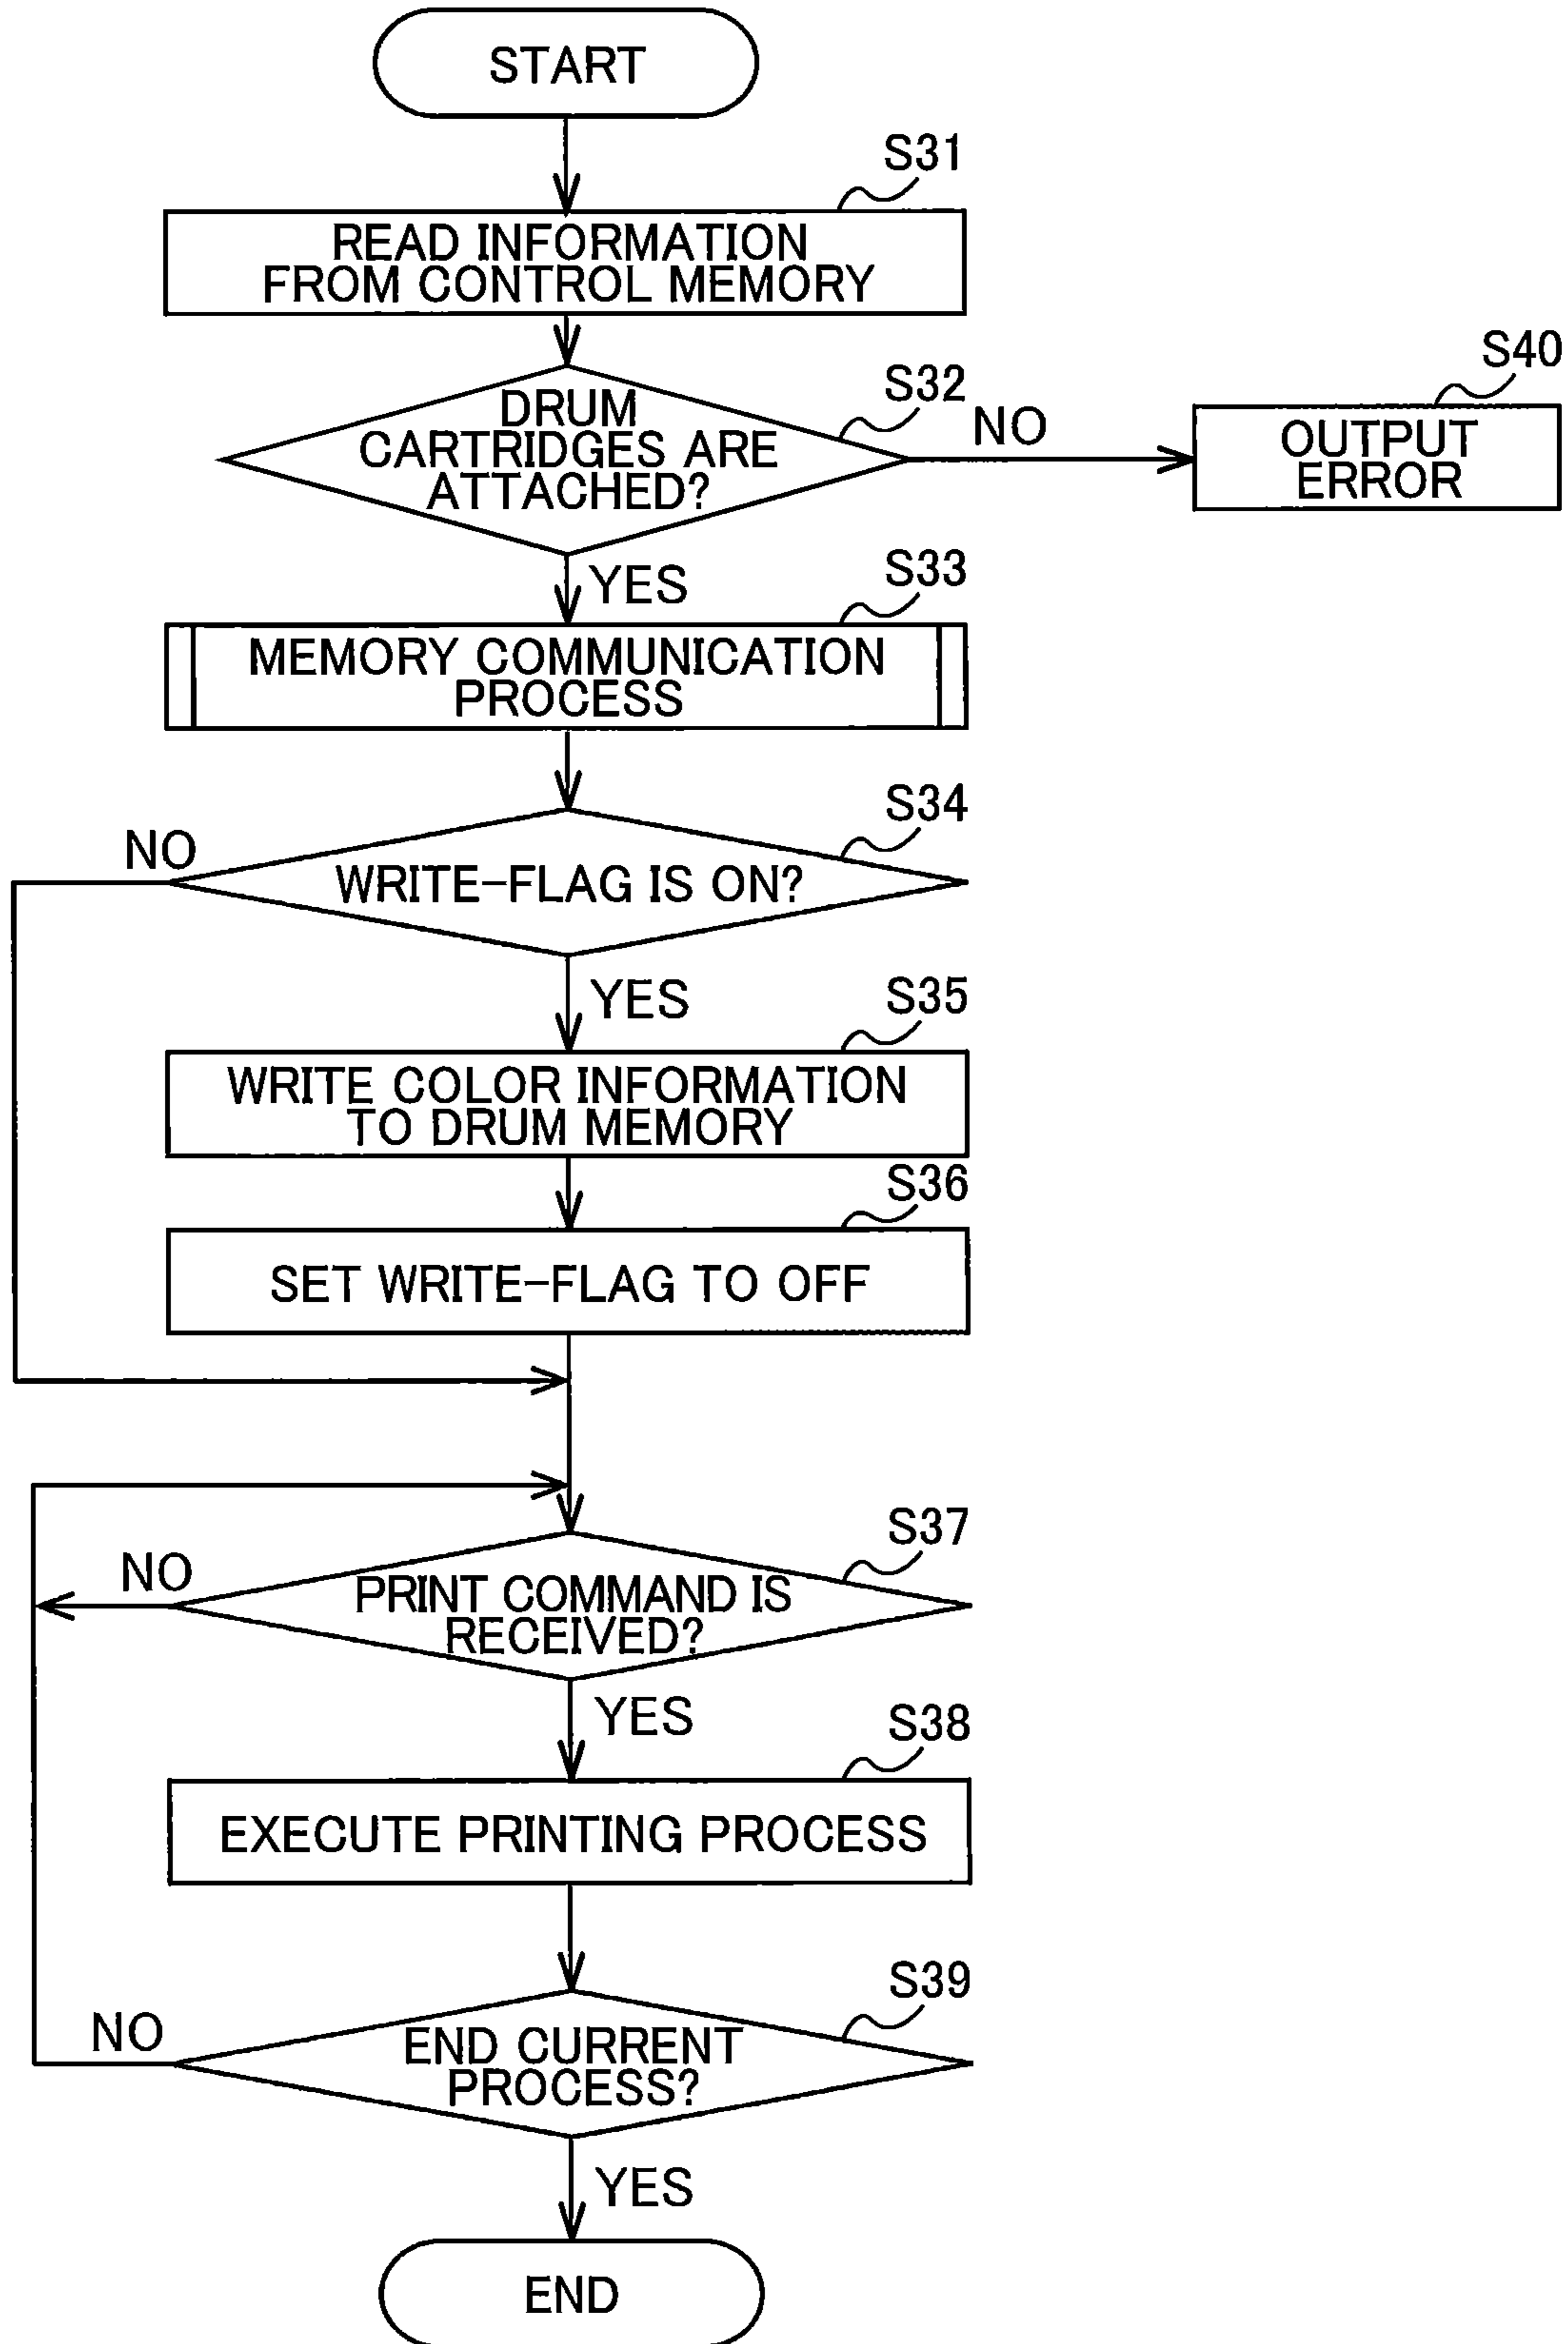 START
S31
READ INFORMATION
FROM CONTROL MEMORY
S32
DRUM
CARTRIDGES ARE
ATTACHED?
NO
S40
OUTPUT
ERROR
YES
S33
MEMORY COMMUNICATION
PROCESS
S34
NO
WRITE-FLAG IS ON?
YES
S35
WRITE COLOR INFORMATION
TO DRUM MEMORY
S36
SET WRITE-FLAG TO OFF
S37
NO
PRINT COMMAND IS
RECEIVED?
YES
S38
EXECUTE PRINTING PROCESS
S39
NO
END CURRENT
PROCESS?
YES
END